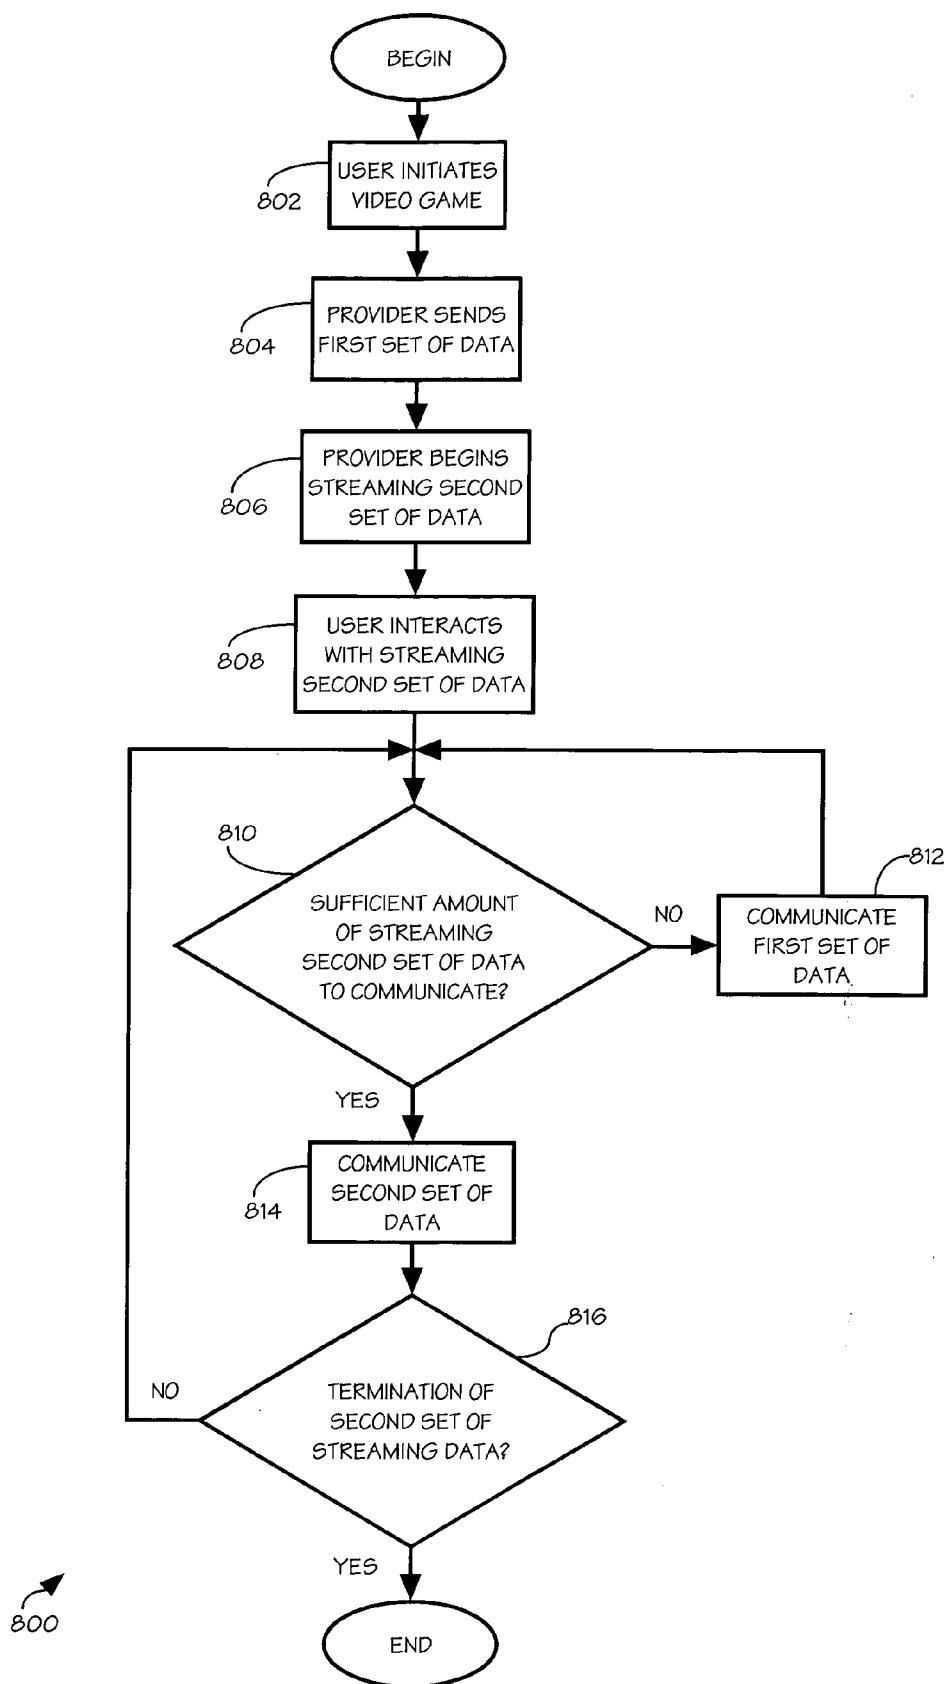 BEGIN
USER INITIATES
VIDEO GAME
802
PROVIDER SENDS
FIRST SET OF DATA
804
PROVIDER BEGINS
STREAMING SECOND
SET OF DATA
806
USER INTERACTS
WITH STREAMING
SECOND SET OF DATA
808
810
SUFFICIENT AMOUNT
OF STREAMING
SECOND SET OF DATA
TO COMMUNICATE?
NO
812
COMMUNICATE
FIRST SET OF
DATA
YES
COMMUNICATE
SECOND SET OF
DATA
814
816
TERMINATION OF
SECOND SET OF
STREAMING DATA?
NO
YES
END
800